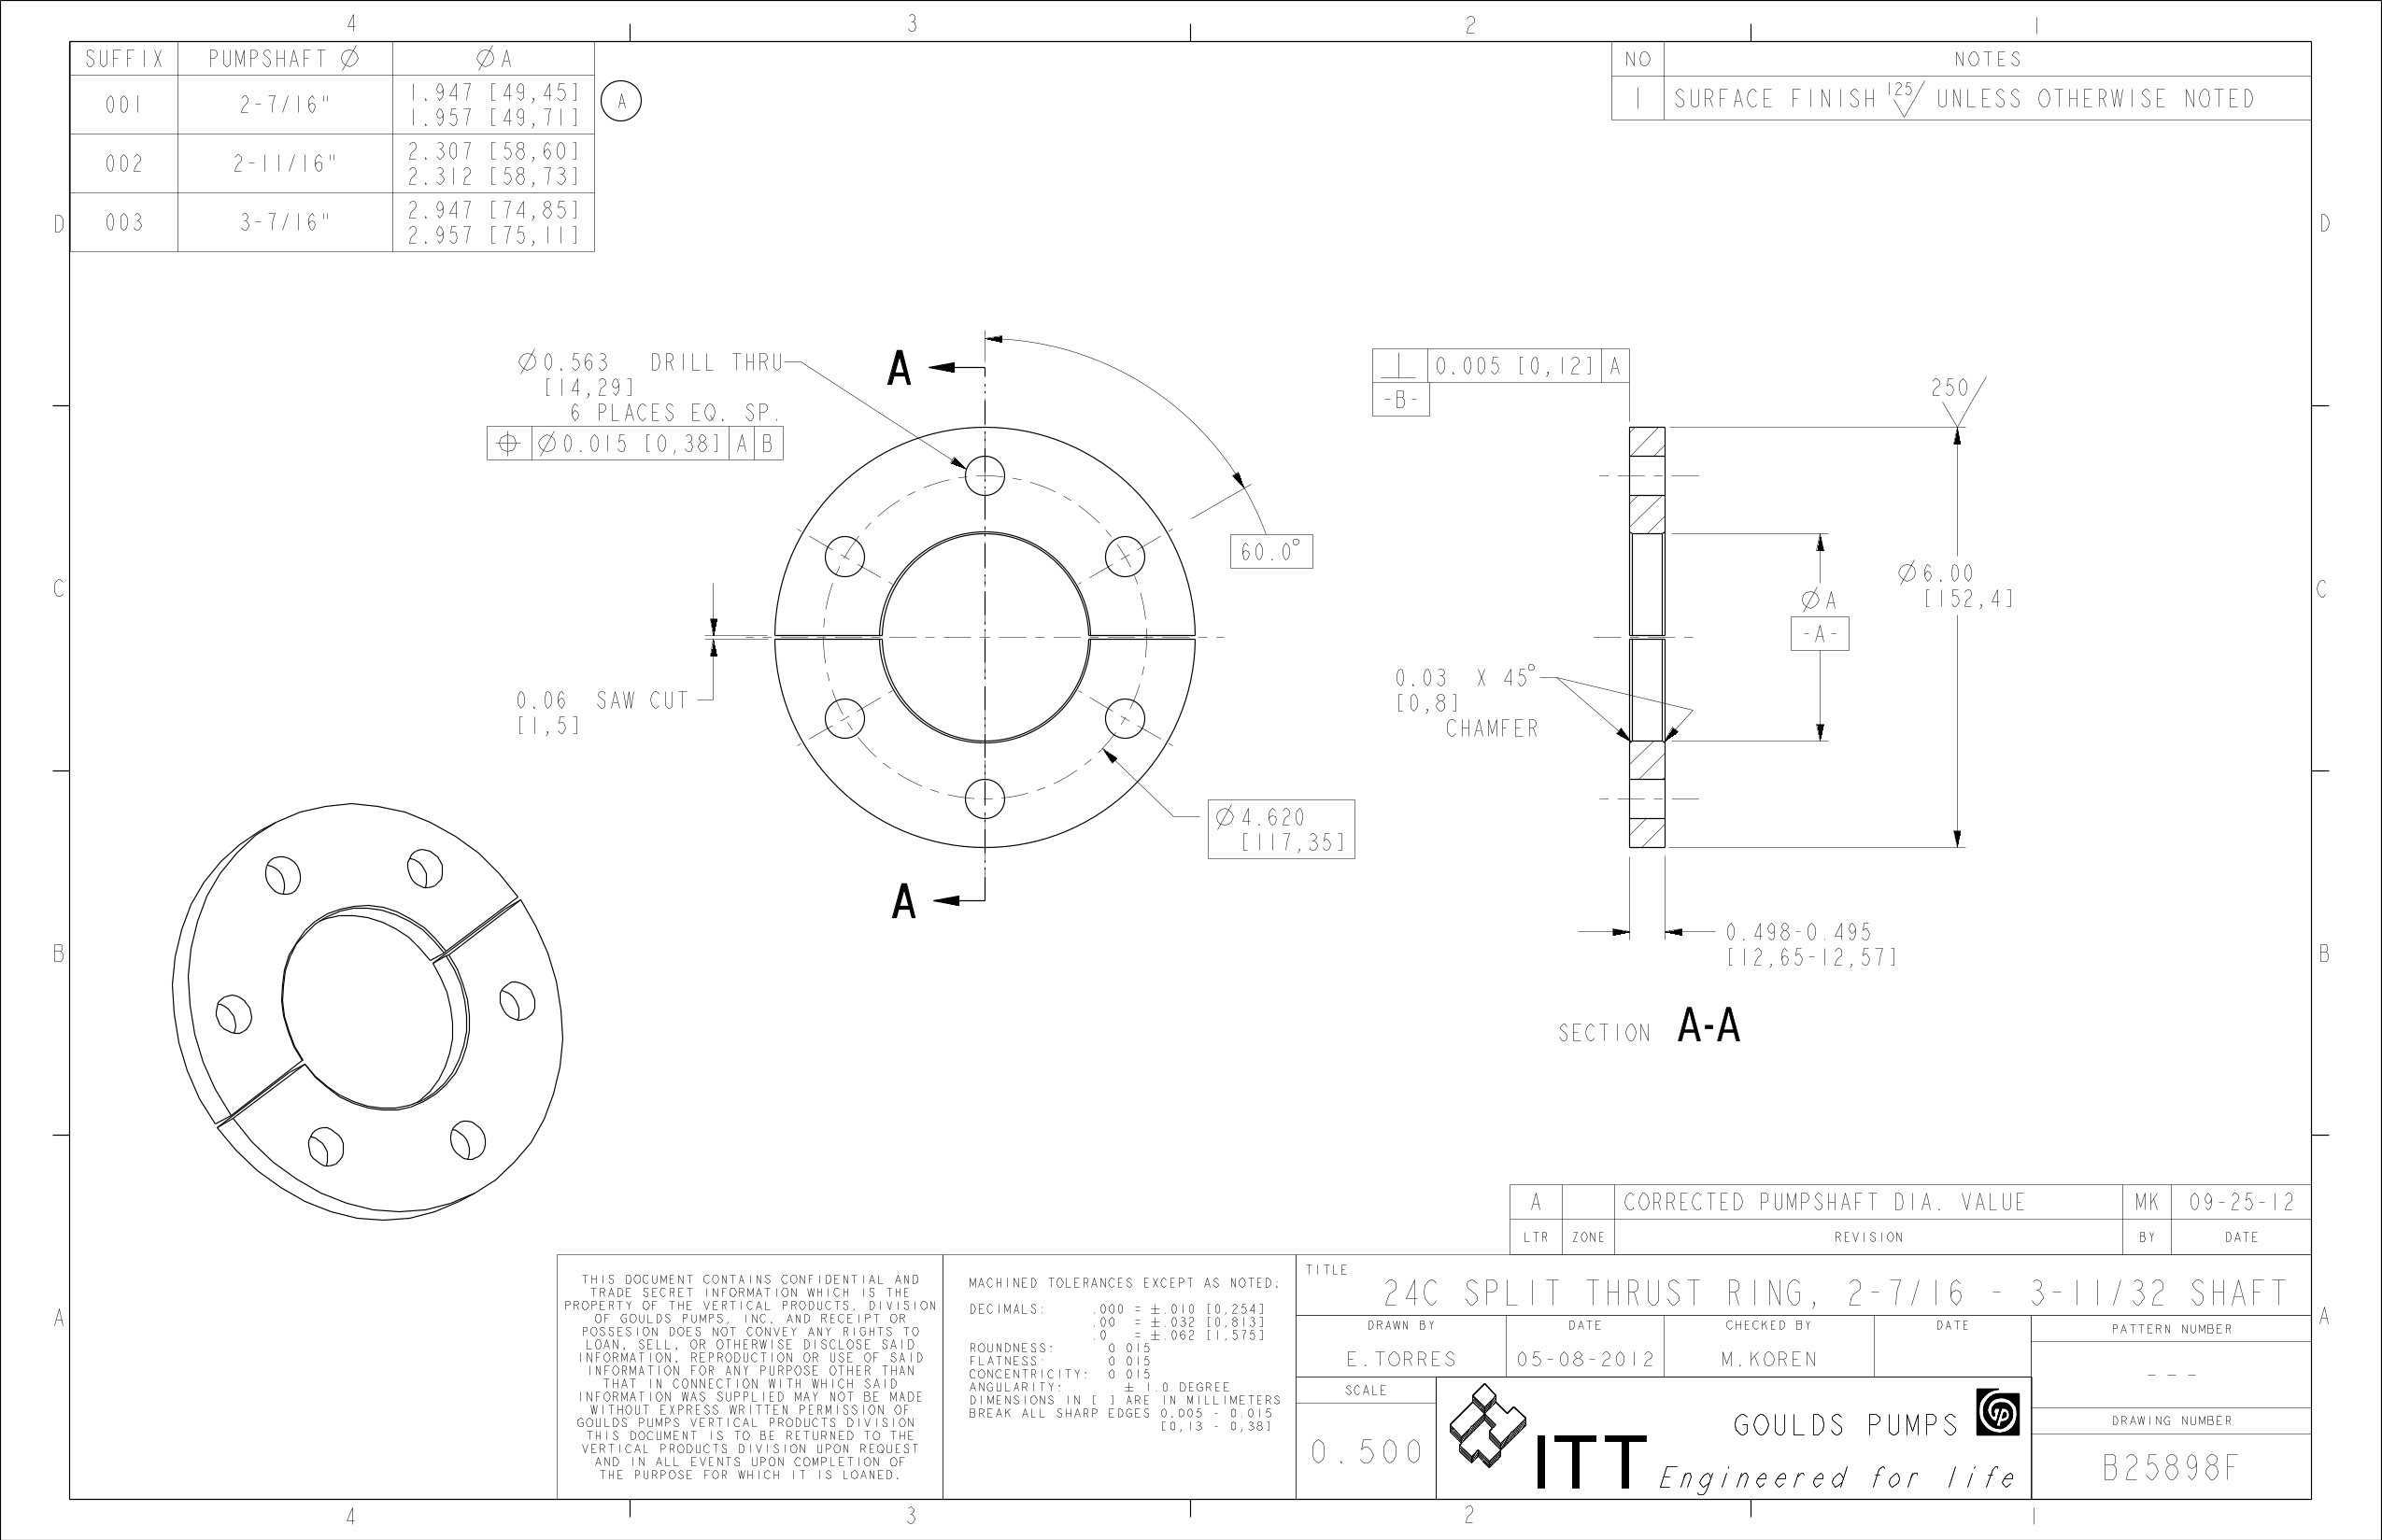 4 3 2 1
SUFFIX PUMPSHAFT Ø Ø A
001 2-7/16" 1.947 [49,45]
1.957 [49,71]
A
002 2-11/16" 2.307 [58,60]
2.312 [58,73]
003 3-7/16" 2.947 [74,85]
2.957 [75,11]
NO NOTES
1 SURFACE FINISH 125 UNLESS OTHERWISE NOTED
D D
Ø0.563 DRILL THRU
[14,29]
6 PLACES EQ. SP.
⌖ Ø0.015 [0,38] A B
A
60.0°
⊥ 0.005 [0,12] A
-B-
250
Ø6.00
[152,4]
ØA
-A-
C C
0.06 SAW CUT
[1,5]
0.03 X 45°
[0,8]
CHAMFER
Ø4.620
[117,35]
A
0.498-0.495
[12,65-12,57]
SECTION A-A
B B
A CORRECTED PUMPSHAFT DIA. VALUE MK 09-25-12
LTR ZONE REVISION BY DATE
A A
THIS DOCUMENT CONTAINS CONFIDENTIAL AND
TRADE SECRET INFORMATION WHICH IS THE
PROPERTY OF THE VERTICAL PRODUCTS, DIVISION
OF GOULDS PUMPS, INC. AND RECEIPT OR
POSSESION DOES NOT CONVEY ANY RIGHTS TO
LOAN, SELL, OR OTHERWISE DISCLOSE SAID
INFORMATION, REPRODUCTION OR USE OF SAID
INFORMATION FOR ANY PURPOSE OTHER THAN
THAT IN CONNECTION WITH WHICH SAID
INFORMATION WAS SUPPLIED MAY NOT BE MADE
WITHOUT EXPRESS WRITTEN PERMISSION OF
GOULDS PUMPS VERTICAL PRODUCTS DIVISION
THIS DOCUMENT IS TO BE RETURNED TO THE
VERTICAL PRODUCTS DIVISION UPON REQUEST
AND IN ALL EVENTS UPON COMPLETION OF
THE PURPOSE FOR WHICH IT IS LOANED.
MACHINED TOLERANCES EXCEPT AS NOTED:
DECIMALS: .000 = ±.010 [0,254]
.00 = ±.032 [0,813]
.0 = ±.062 [1,575]
ROUNDNESS: 0.015
FLATNESS: 0.015
CONCENTRICITY: 0.015
ANGULARITY: ± 1.0 DEGREE
DIMENSIONS IN [ ] ARE IN MILLIMETERS
BREAK ALL SHARP EDGES 0.005 - 0.015
[0,13 - 0,38]
TITLE
24C SPLIT THRUST RING, 2-7/16 - 3-11/32 SHAFT
DRAWN BY DATE CHECKED BY DATE
E.TORRES 05-08-2012 M.KOREN
PATTERN NUMBER
---
SCALE
0.500
ITT
GOULDS PUMPS
Engineered for life
DRAWING NUMBER
B25898F
4 3 2 1